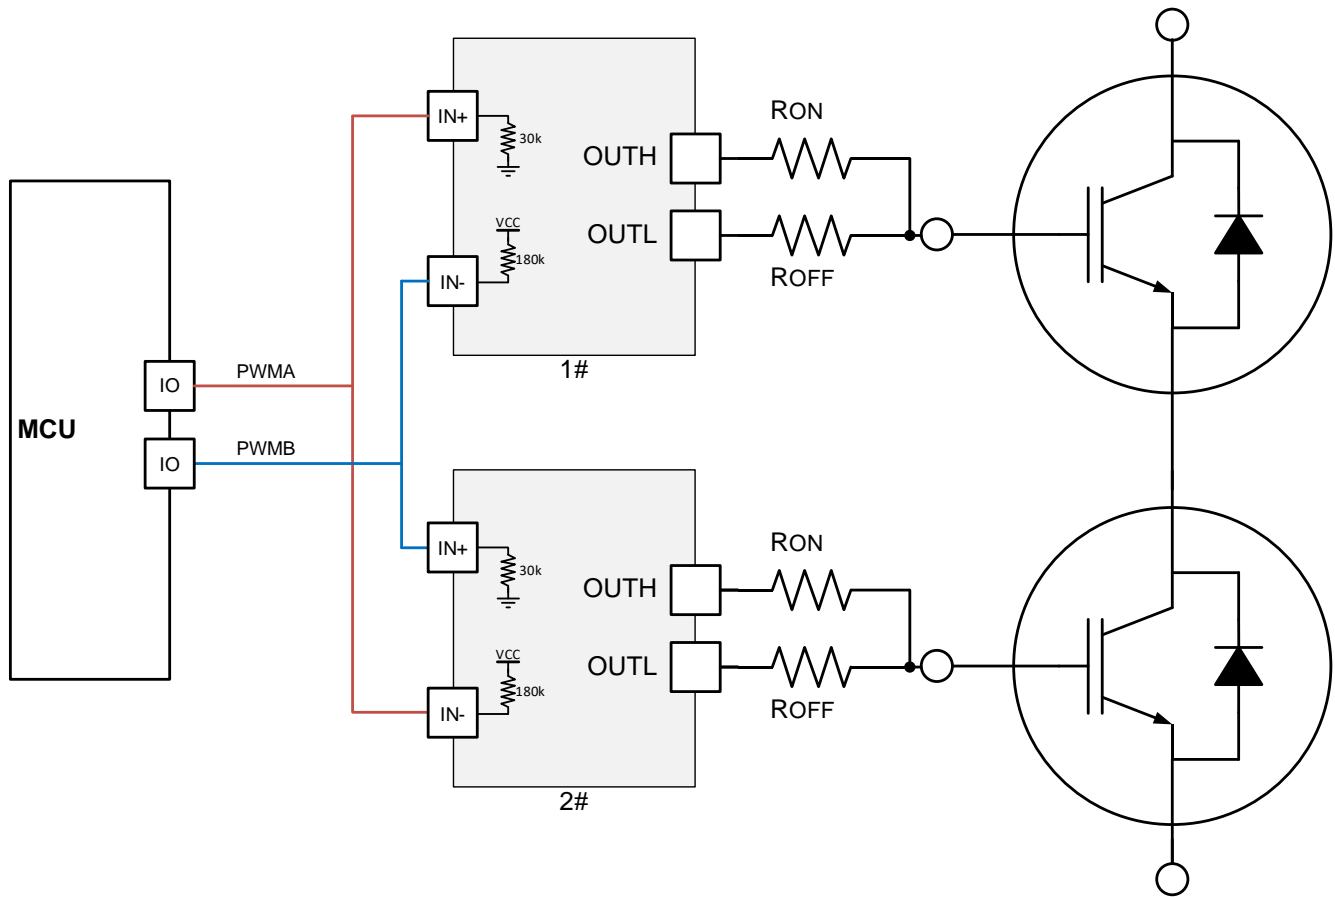 MCU
IO
PWMA
IO
PWMB
IN+
30k
VCC
180k
IN-
OUTH
OUTL
1#
RON
ROFF
IN+
30k
VCC
180k
IN-
OUTH
OUTL
2#
RON
ROFF